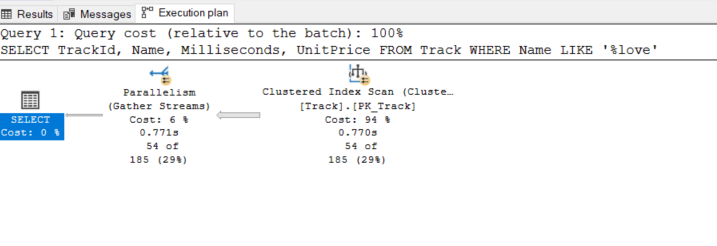 Results Messages Execution plan
Query 1: Query cost (relative to the batch): 100%
SELECT TrackId, Name, Milliseconds, UnitPrice FROM Track WHERE Name LIKE '%love'
SELECT
Cost: 0 %
Parallelism
(Gather Streams)
Cost: 6 %
0.771s
54 of
185 (29%)
Clustered Index Scan (Cluste…
[Track].[PK_Track]
Cost: 94 %
0.770s
54 of
185 (29%)